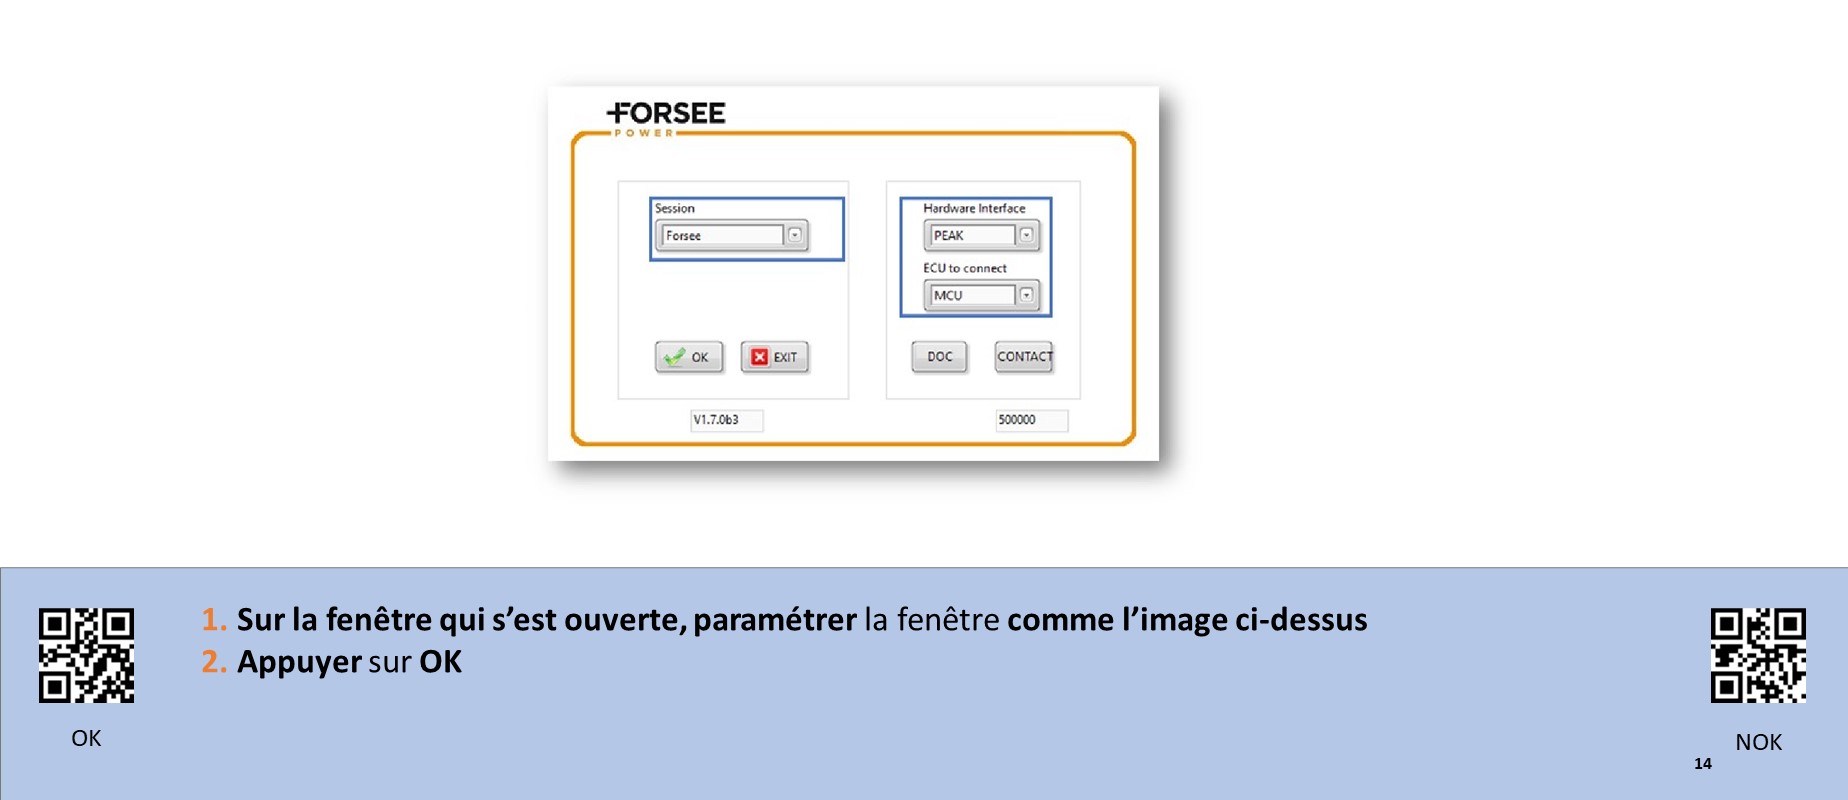 FORSEE
POWER
Session
Forsee
Hardware Interface
PEAK
ECU to connect
MCU
OK
EXIT
DOC
CONTACT
V1.7.0b3
500000
1. Sur la fenêtre qui s’est ouverte, paramétrer la fenêtre comme l’image ci-dessus
2. Appuyer sur OK
OK
NOK
14